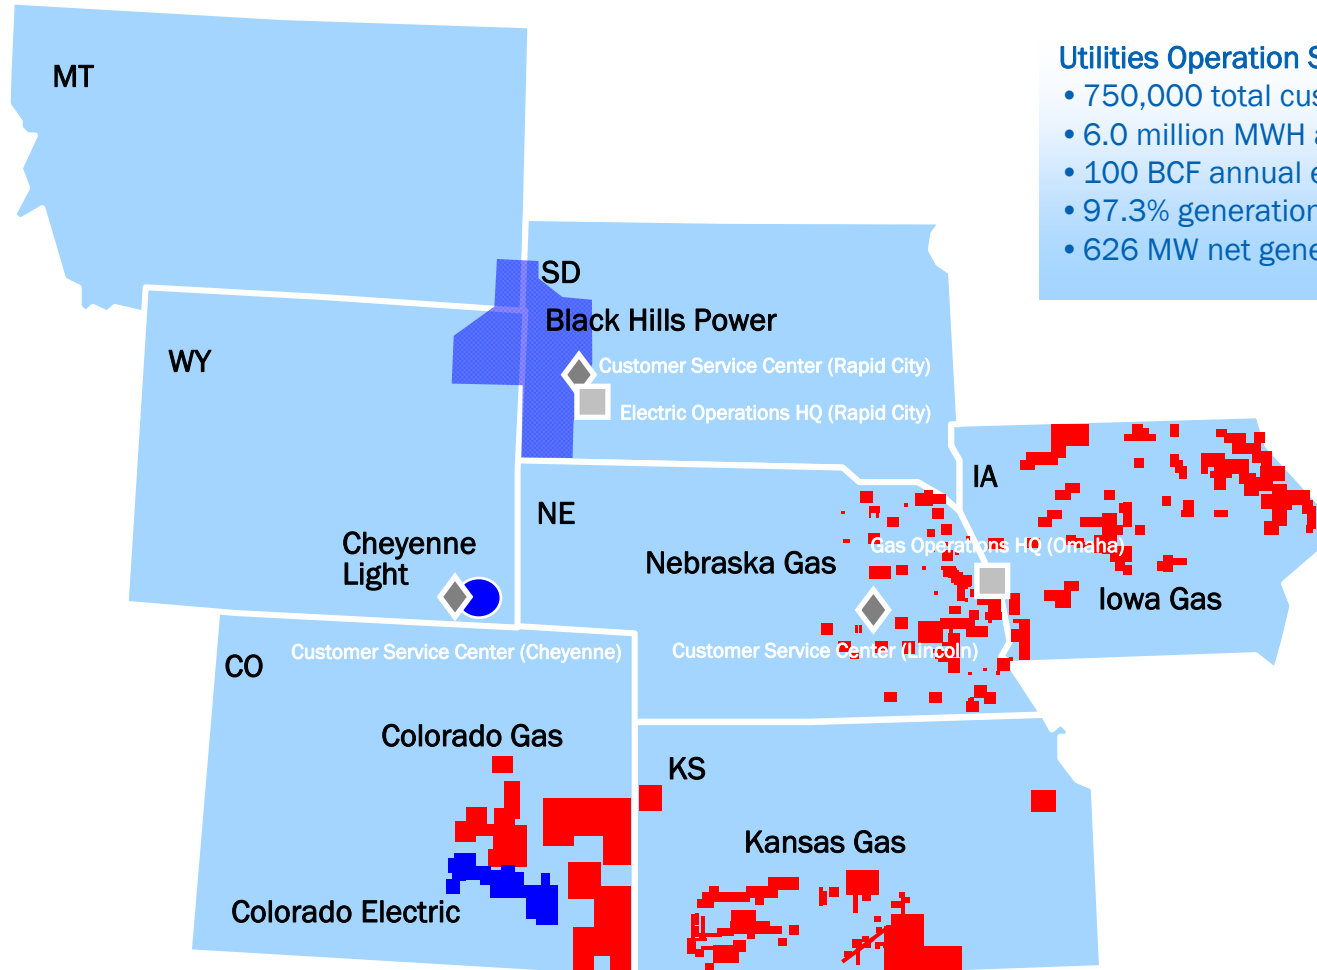 MT
Utilities Operation
• 750,000 total
• 6.0 million MWH
• 100 BCF annual
• 97.3% generation
• 626 MW net
SD
Black Hills Power
WY
Customer Service Center (Rapid City)
Electric Operations HQ (Rapid City)
IA
NE
Cheyenne
Light
Gas Operations HQ (Omaha)
Nebraska Gas
Iowa Gas
Customer Service Center (Cheyenne)
Customer Service Center (Lincoln)
CO
Colorado Gas
KS
Kansas Gas
Colorado Electric